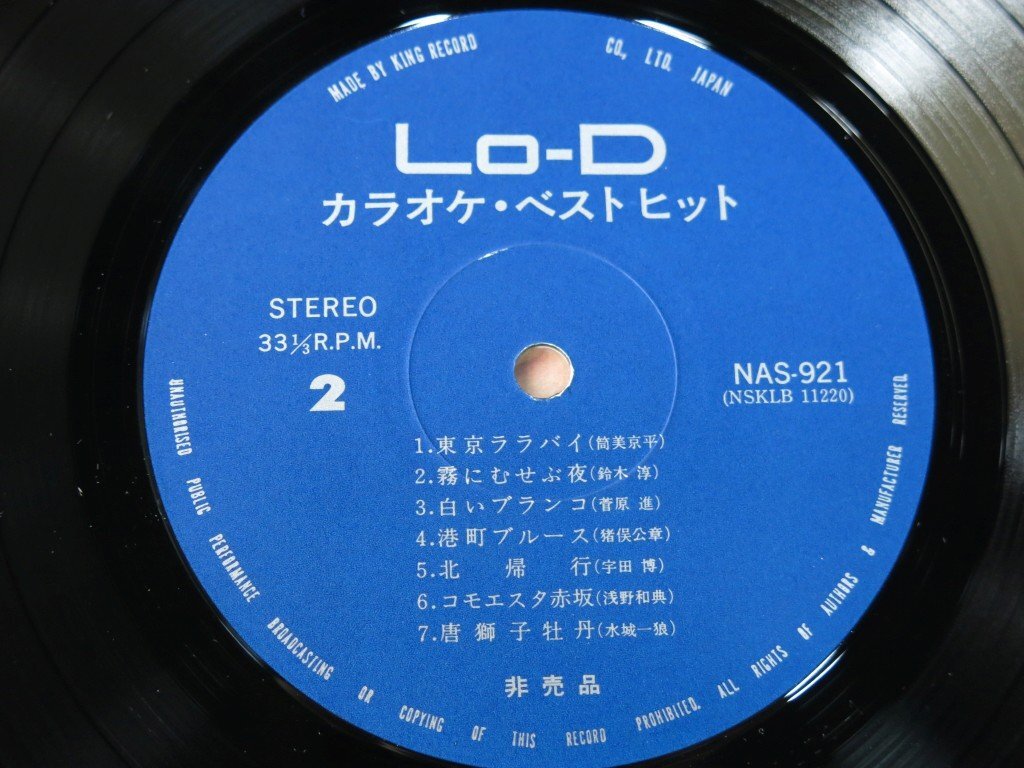 MADE BY KING RECORD CO., LTD. JAPAN
Lo-D
カラオケ・ベストヒット
STEREO
33⅓R.P.M.
2
NAS-921
(NSKLB 11220)
1.東京ララバイ(筒美京平)
2.霧にむせぶ夜(鈴木 淳)
3.白いブランコ(菅原 進)
4.港町ブルース(猪俣公章)
5.北帰行(宇田 博)
6.コモエスタ赤坂(浅野和典)
7.唐獅子牡丹(水城一狼)
非売品
UNAUTHORISED PUBLIC PERFORMANCE BROADCASTING OR COPYING OF THIS RECORD PROHIBITED. ALL RIGHTS OF AUTHORS & MANUFACTURER RESERVED.